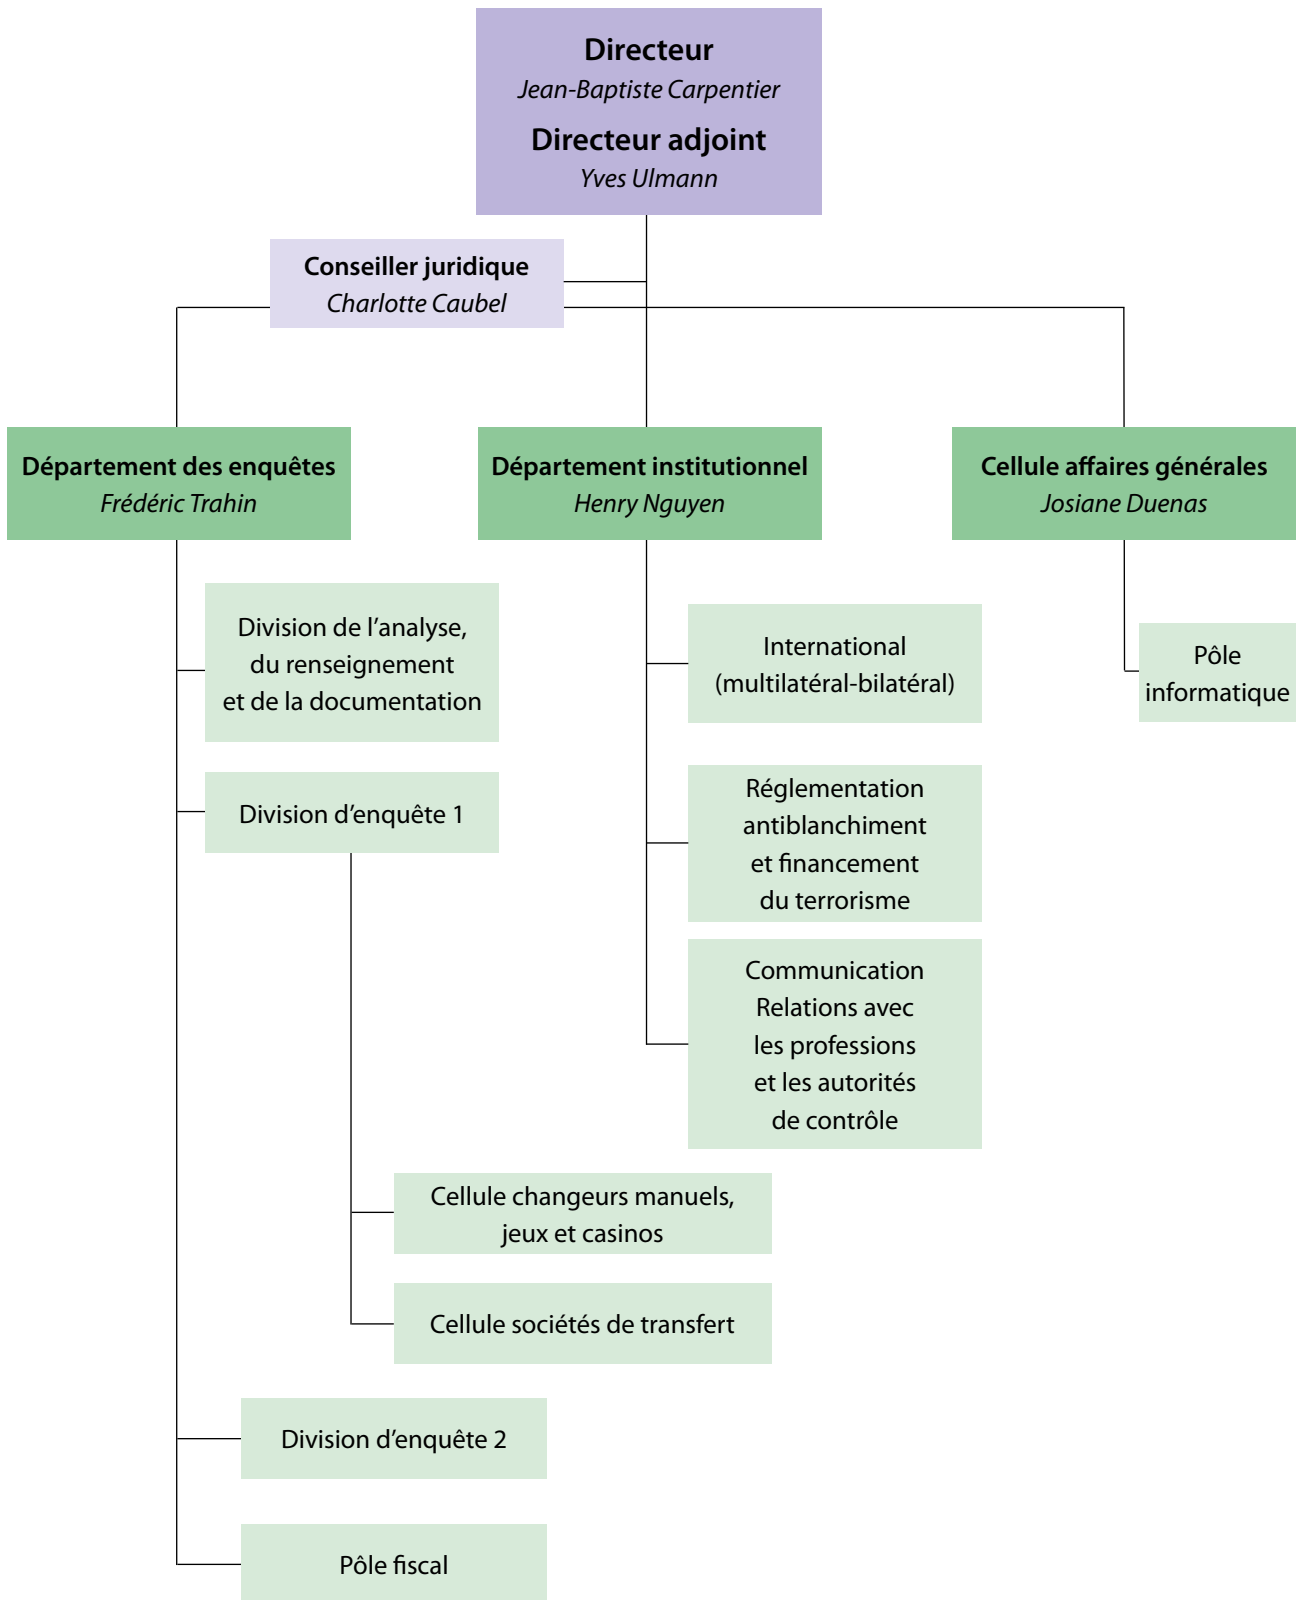 Directeur
Jean-Baptiste Carpentier
Directeur adjoint
Yves Ulmann
Conseiller juridique
Charlotte Caubel
Département des enquêtes
Frédéric Trahin
Département institutionnel
Henry Nguyen
Cellule affaires générales
Josiane Duenas
Division de l’analyse,
du renseignement
et de la documentation
Division d’enquête 1
International
(multilatéral-bilatéral)
Pôle
informatique
Réglementation
antiblanchiment
et financement
du terrorisme
Communication
Relations avec
les professions
et les autorités
de contrôle
Cellule changeurs manuels,
jeux et casinos
Cellule sociétés de transfert
Division d’enquête 2
Pôle fiscal